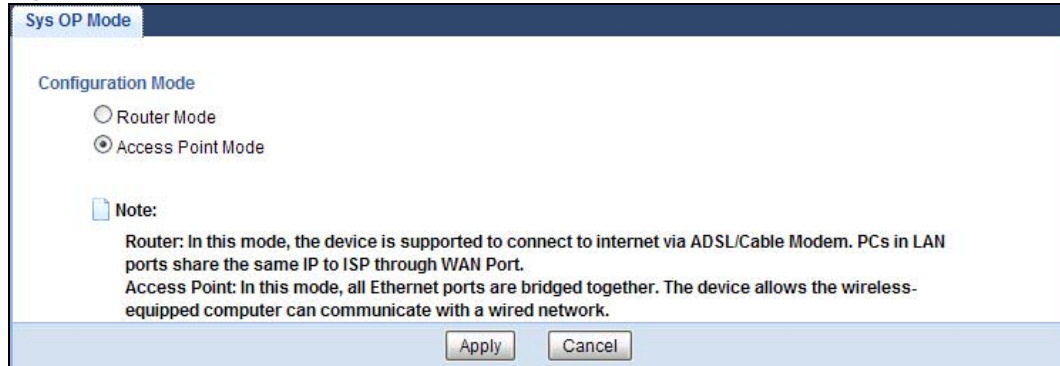 Sys OP Mode
Configuration Mode
Router Mode
Access Point Mode
Note:
Router: In this mode, the device is supported to connect to internet via ADSL/Cable Modem. PCs in LAN
ports share the same IP to ISP through WAN Port.
Access Point: In this mode, all Ethernet ports are bridged together. The device allows the wireless-
equipped computer can communicate with a wired network.
Apply Cancel